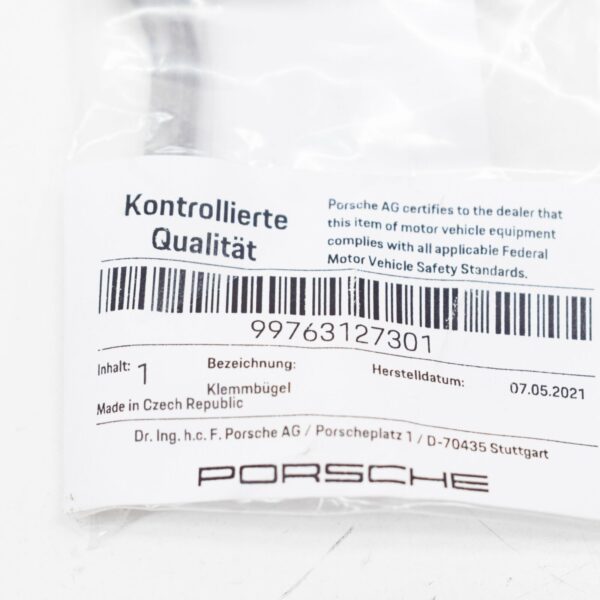 Kontrollierte
Qualität
Porsche AG certifies to the dealer that
this item of motor vehicle equipment
complies with all applicable Federal
Motor Vehicle Safety Standards.
99763127301
Inhalt: 1
Bezeichnung:
Klemmbügel
Herstelldatum:
07.05.2021
Made in Czech Republic
Dr. Ing. h.c. F. Porsche AG / Porscheplatz 1 / D-70435 Stuttgart
PORSCHE